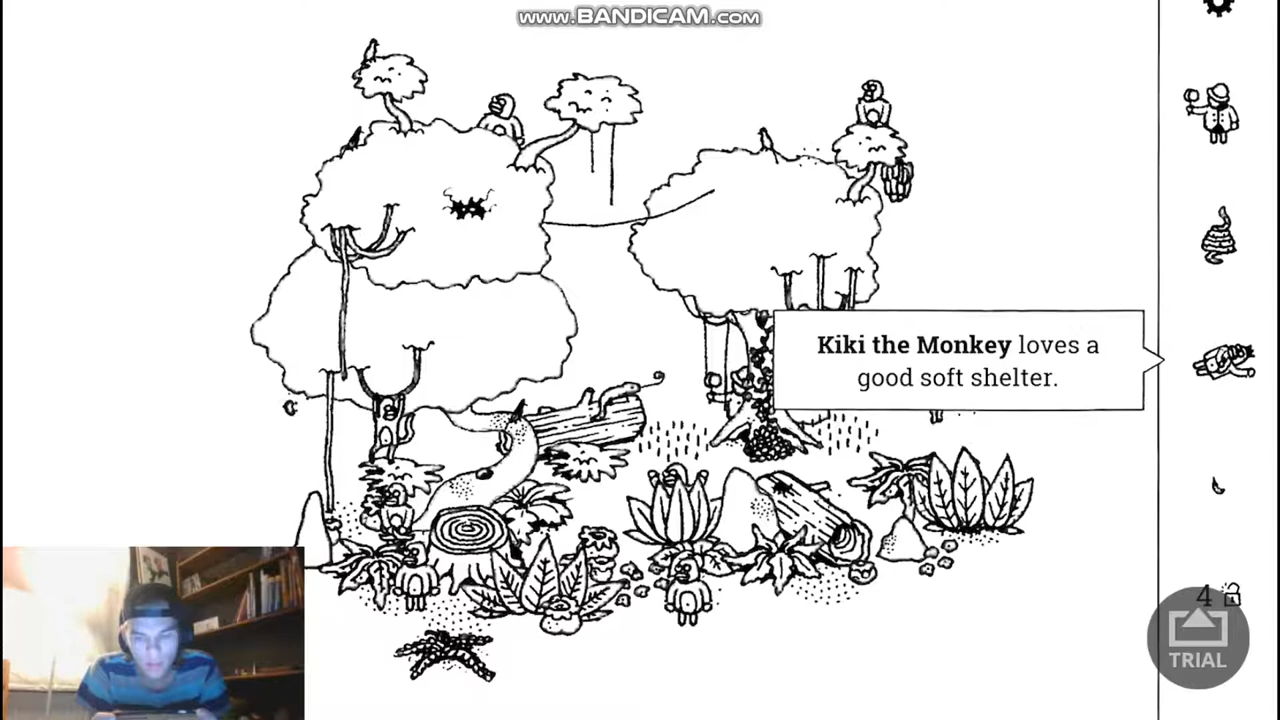 www.BANDICAM.com
Kiki the Monkey loves a
good soft shelter.
4
TRIAL